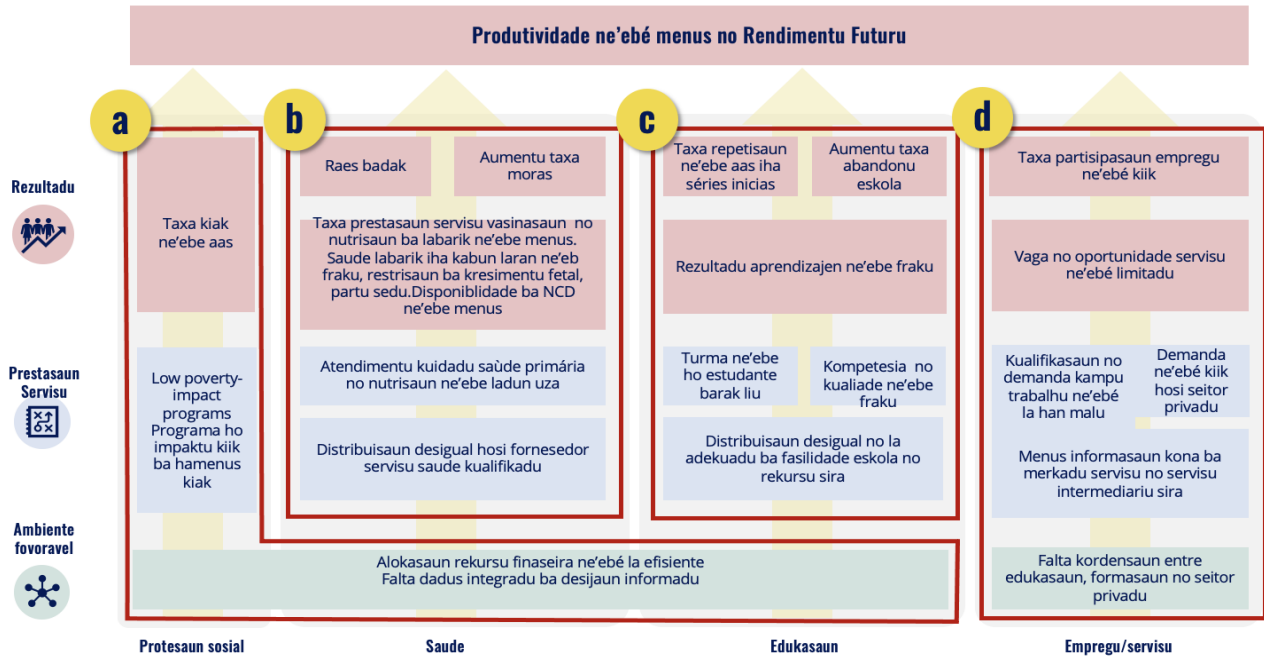 Produtividade ne'ebé menus no Rendimentu Futuru
a
b
c
d
Rezultadu
Taxa kiak
ne'ebe aas
Raes badak
Aumentu taxa
moras
Taxa prestasaun servisu vasinasaun no
nutrisaun ba labarik ne'ebe menus.
Saude labarik iha kabun laran ne'eb
fraku, restrisaun ba kresimentu fetal,
partu sedu.Disponiblidade ba NCD
ne'ebe menus
Taxa repetisaun
ne'ebe aas iha
séries inicias
Aumentu taxa
abandonu
eskola
Rezultadu aprendizajen ne'ebe fraku
Taxa partisipasaun empregu
ne'ebé kiik
Vaga no oportunidade servisu
ne'ebé limitadu
Prestasaun
Servisu
Low poverty-
impact
programs
Programa ho
impaktu kiik
ba hamenus
kiak
Atendimentu kuidadu saùde primária
no nutrisaun ne'ebe ladun uza
Distribuisaun desigual hosi fornesedor
servisu saude kualifikadu
Turma ne'ebe
ho estudante
barak liu
Kompetesia no
kualiade ne'ebe
fraku
Distribuisaun desigual no la
adekuadu ba fasilidade eskola no
rekursu sira
Kualifikasaun no
demanda kampu
trabalhu ne'ebé
la han malu
Demanda
ne'ebé kiik
hosi seitor
privadu
Menus informasaun kona ba
merkadu servisu no servisu
intermediariu sira
Ambiente
fovoravel
Alokasaun rekursu finaseira ne'ebé la efisiente
Falta dadus integradu ba desijaun informadu
Falta kordensaun entre
edukasaun, formasaun no seitor
privadu
Protesaun sosial
Saude
Edukasaun
Empregu/servisu